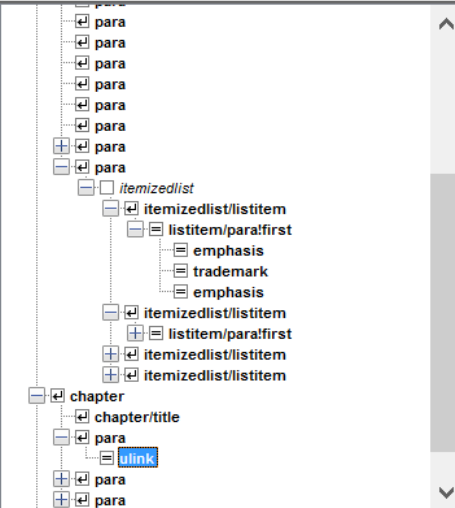 para
para
para
para
para
para
para
para
para
itemizedlist
itemizedlist/listitem
listitem/para!first
emphasis
trademark
emphasis
itemizedlist/listitem
listitem/para!first
itemizedlist/listitem
itemizedlist/listitem
chapter
chapter/title
para
ulink
para
para